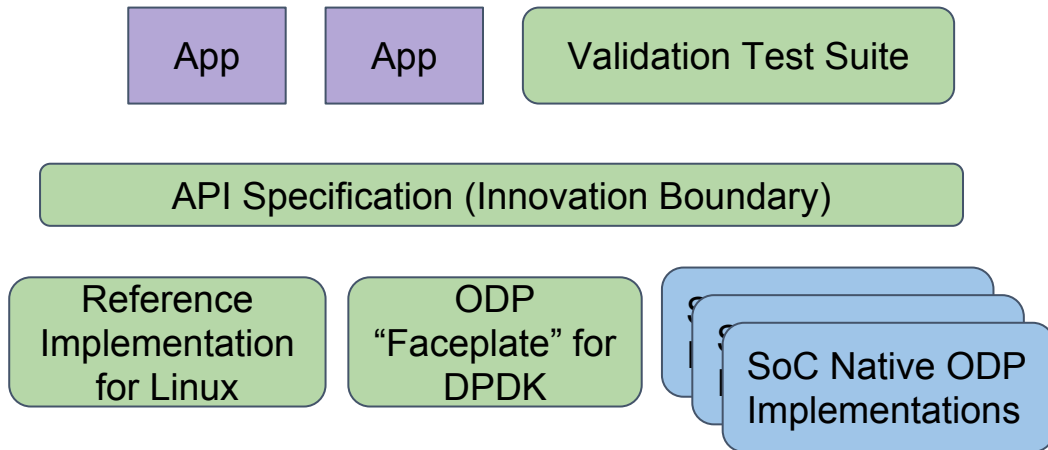 App
App
Validation Test Suite
API Specification (Innovation Boundary)
Reference
Implementation
for Linux
ODP
“Faceplate” for
DPDK
SoC Native ODP
Implementations